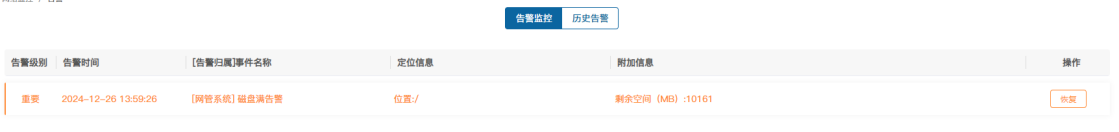 告警监控 历史告警
告警级别 告警时间 [告警归属]事件名称 定位信息 附加信息 操作
重要 2024-12-26 13:59:26 [网管系统] 磁盘满告警 位置:/ 剩余空间（MB）:10161 恢复